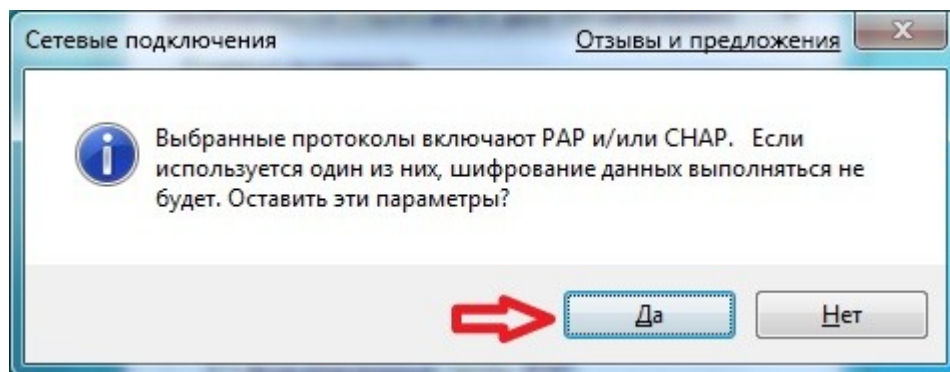 Сетевые подключения Отзывы и предложения
Выбранные протоколы включают PAP и/или CHAP. Если
используется один из них, шифрование данных выполняться не
будет. Оставить эти параметры?
Да Нет